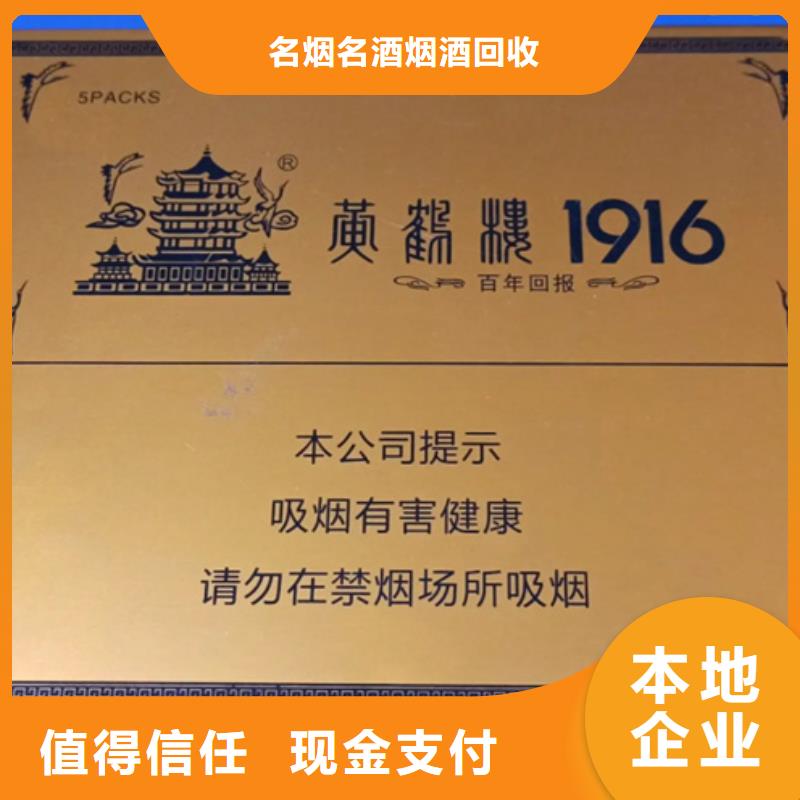 名烟名酒烟酒回收
5PACKS
®
黄鹤楼 1916
百年回报
本公司提示
吸烟有害健康
请勿在禁烟场所吸烟
本地
企业
值得信任 现金支付